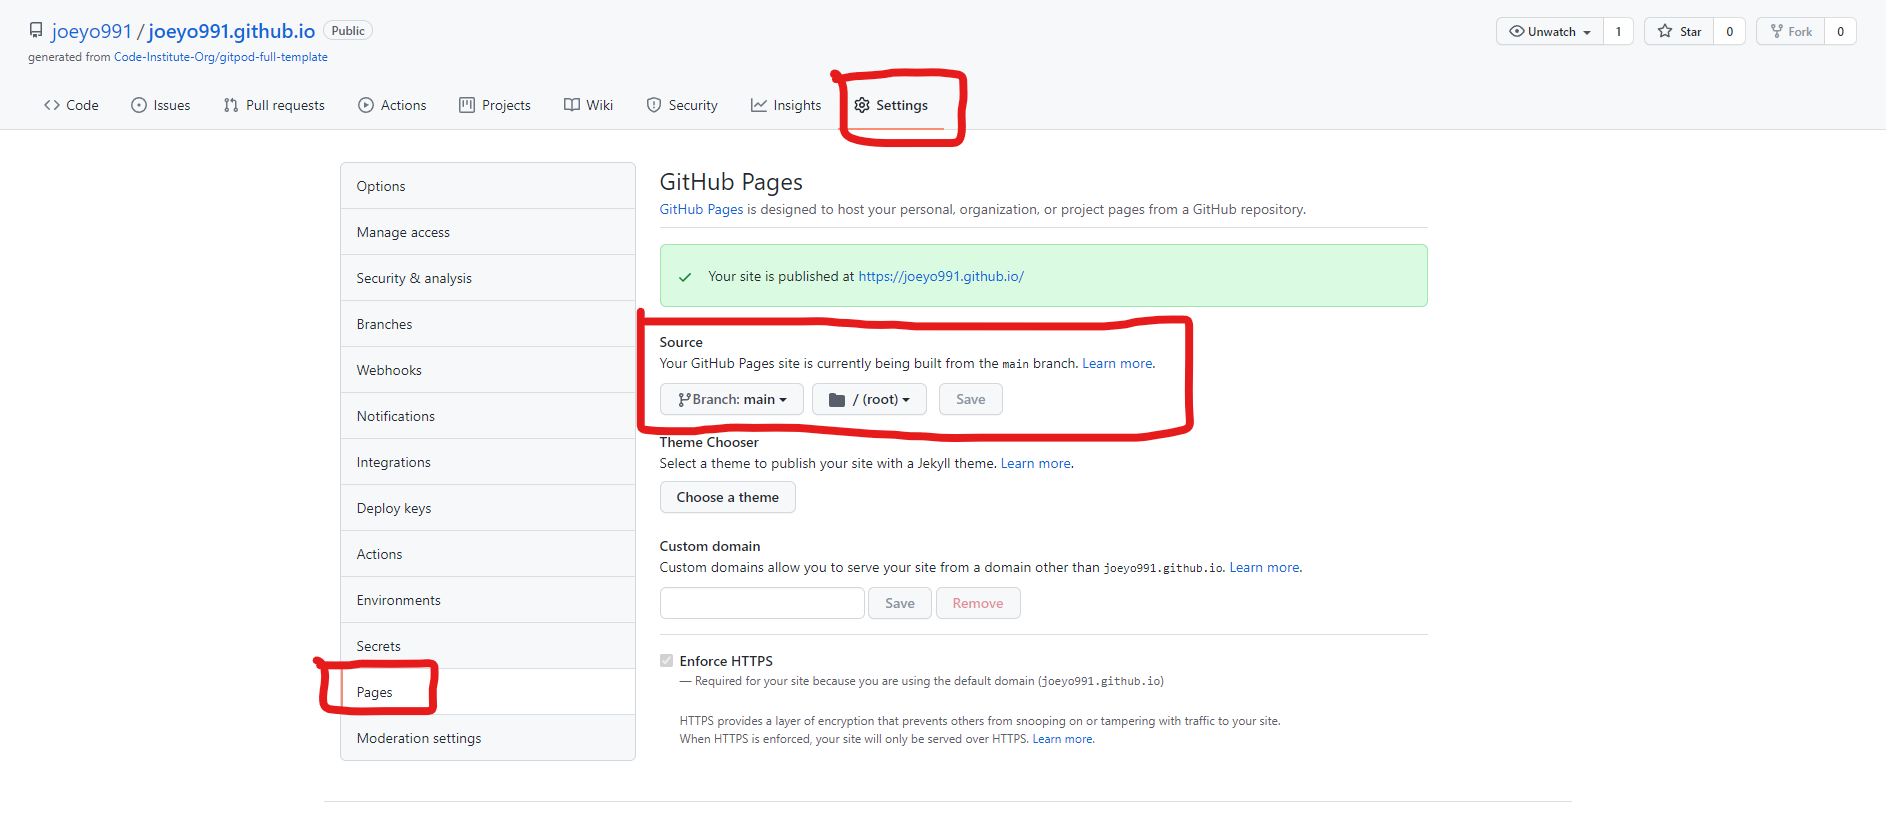 joeyo991 / joeyo991.github.io Public
Unwatch 1 Star 0 Fork 0
generated from Code-Institute-Org/gitpod-full-template
Code Issues Pull requests Actions Projects Wiki Security Insights Settings
Options
Manage access
Security & analysis
Branches
Webhooks
Notifications
Integrations
Deploy keys
Actions
Environments
Secrets
Pages
Moderation settings
GitHub Pages
GitHub Pages is designed to host your personal, organization, or project pages from a GitHub repository.
Your site is published at https://joeyo991.github.io/
Source
Your GitHub Pages site is currently being built from the main branch. Learn more.
Branch: main / (root) Save
Theme Chooser
Select a theme to publish your site with a Jekyll theme. Learn more.
Choose a theme
Custom domain
Custom domains allow you to serve your site from a domain other than joeyo991.github.io. Learn more.
Save Remove
Enforce HTTPS
— Required for your site because you are using the default domain (joeyo991.github.io)
HTTPS provides a layer of encryption that prevents others from snooping on or tampering with traffic to your site.
When HTTPS is enforced, your site will only be served over HTTPS. Learn more.